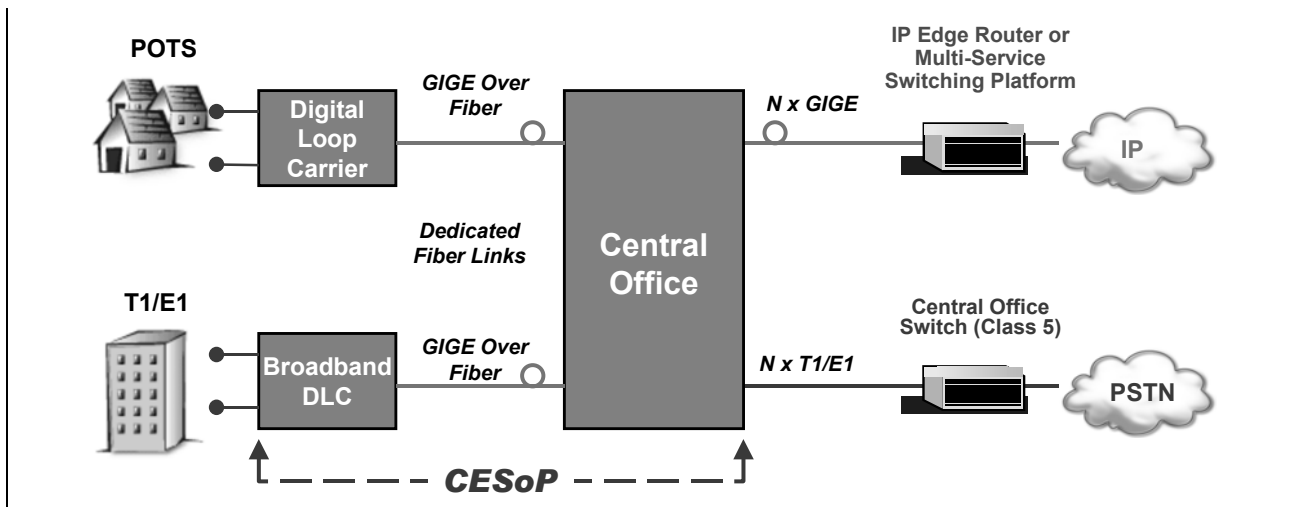 POTS
Digital
Loop
Carrier
GIGE Over
Fiber
Dedicated
Fiber Links
T1/E1
Broadband
DLC
GIGE Over
Fiber
Central
Office
N x GIGE
IP Edge Router or
Multi-Service
Switching Platform
IP
N x T1/E1
Central Office
Switch (Class 5)
PSTN
CESoP